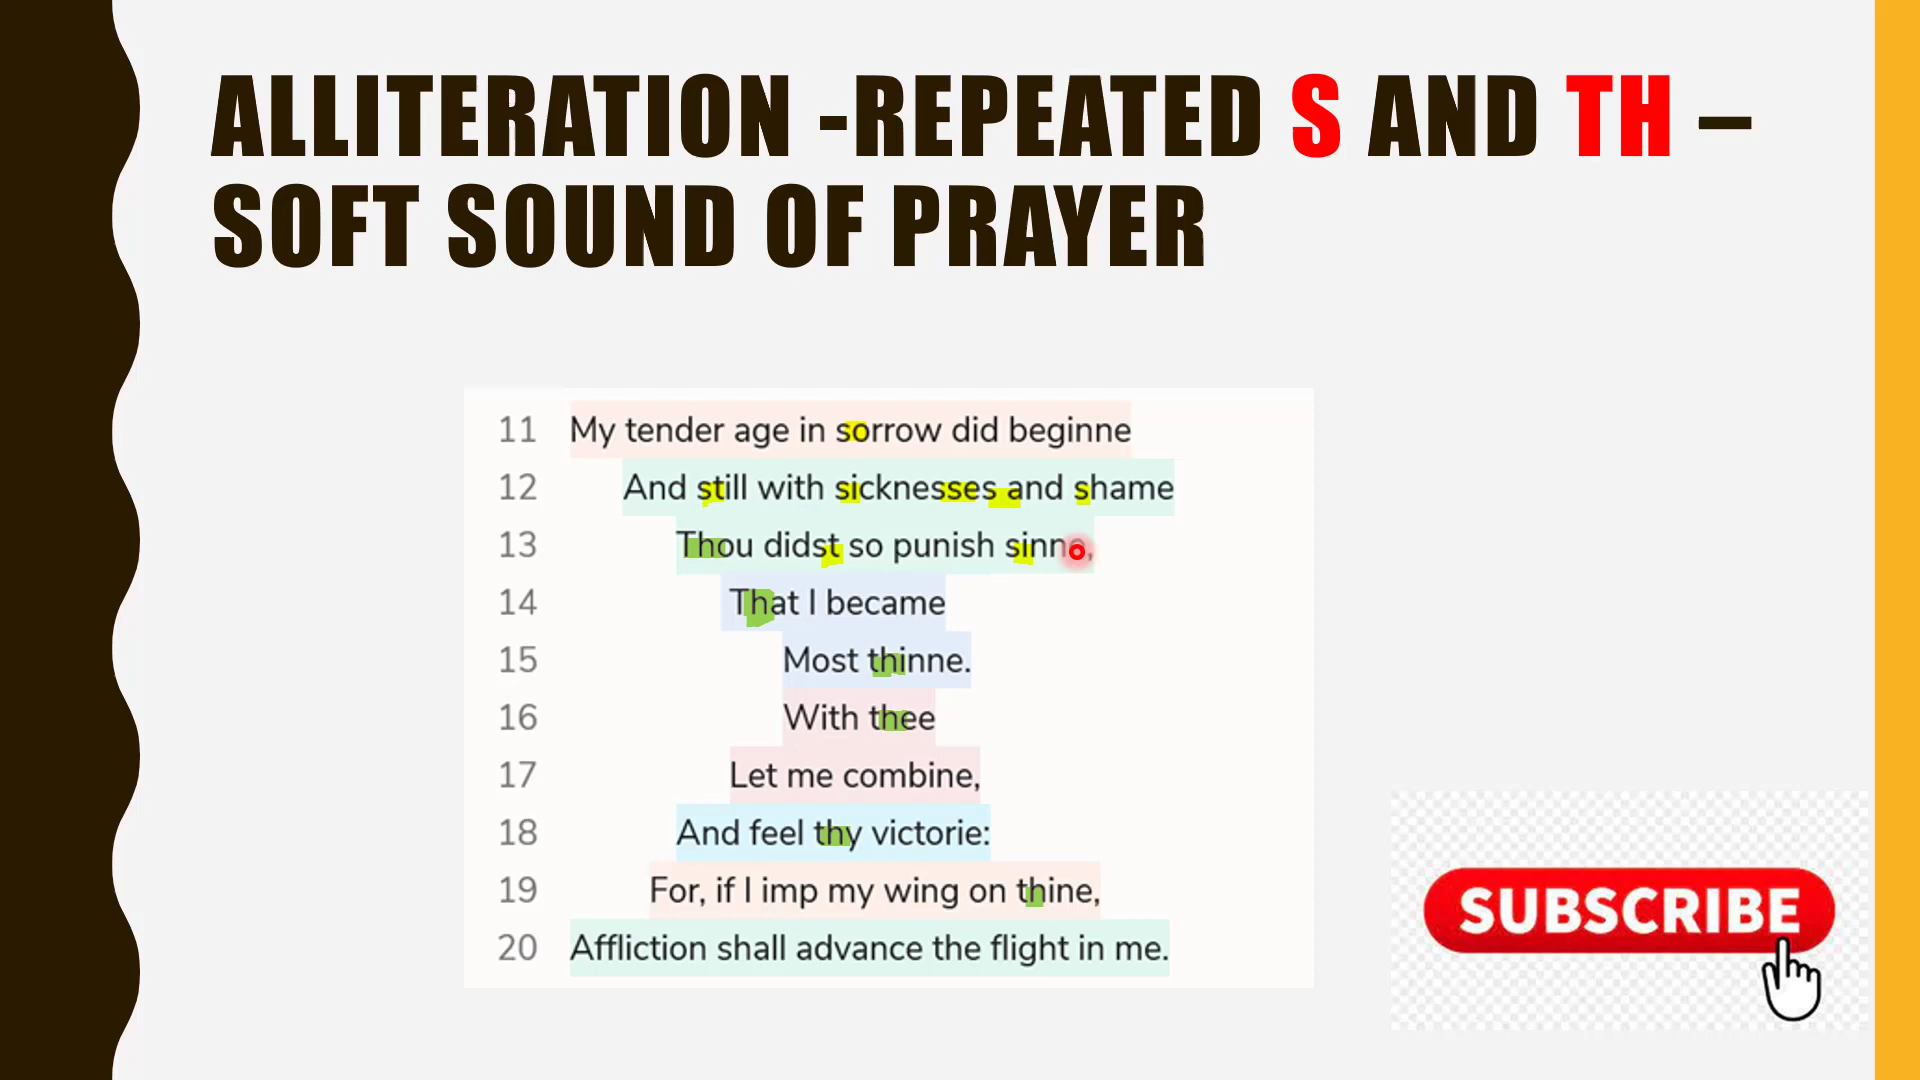 ALLITERATION -REPEATED S AND TH –
SOFT SOUND OF PRAYER
11 My tender age in sorrow did beginne
12 And still with sicknesses and shame
13 Thou didst so punish sinne,
14 That I became
15 Most thinne.
16 With thee
17 Let me combine,
18 And feel thy victorie:
19 For, if I imp my wing on thine,
20 Affliction shall advance the flight in me.
SUBSCRIBE